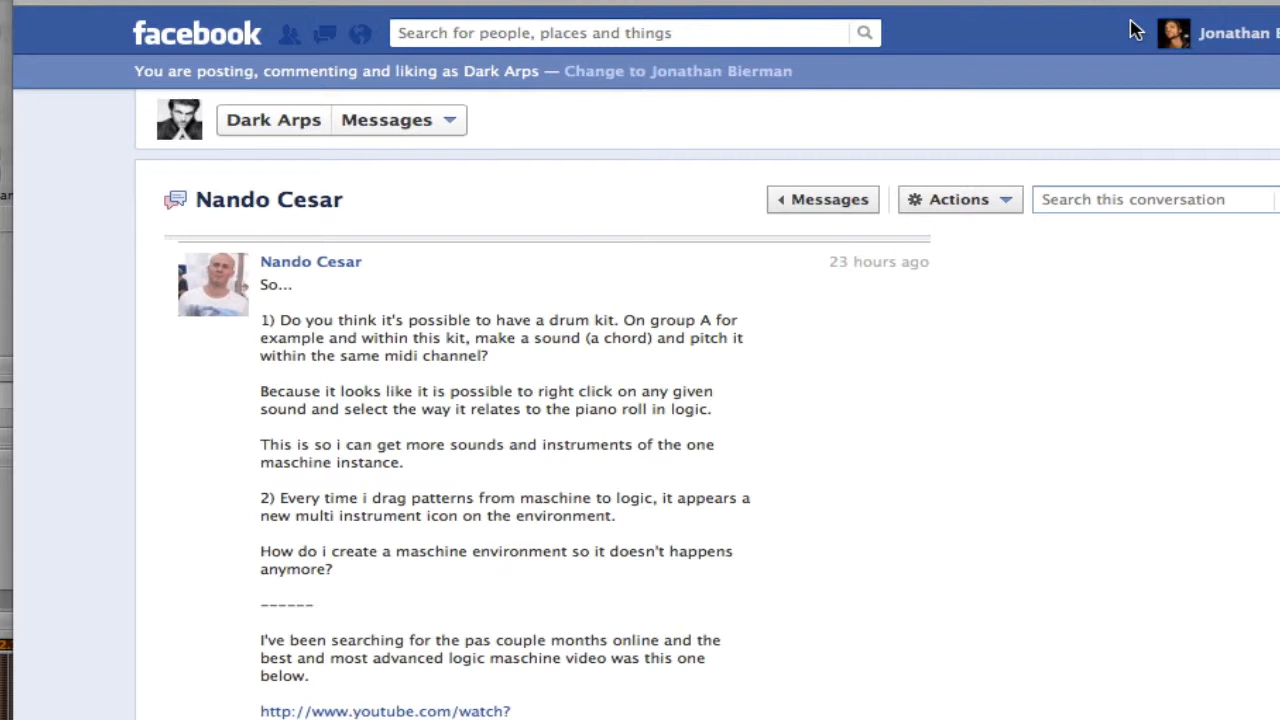 facebook
Search for people, places and things
Jonathan
You are posting, commenting and liking as Dark Arps — Change to Jonathan Bierman
Dark Arps
Messages
Nando Cesar
Messages
Actions
Search this conversation
Nando Cesar
23 hours ago
So...
1) Do you think it's possible to have a drum kit. On group A for
example and within this kit, make a sound (a chord) and pitch it
within the same midi channel?
Because it looks like it is possible to right click on any given
sound and select the way it relates to the piano roll in logic.
This is so i can get more sounds and instruments of the one
maschine instance.
2) Every time i drag patterns from maschine to logic, it appears a
new multi instrument icon on the environment.
How do i create a maschine environment so it doesn't happens
anymore?
------
I've been searching for the pas couple months online and the
best and most advanced logic maschine video was this one
below.
http://www.youtube.com/watch?